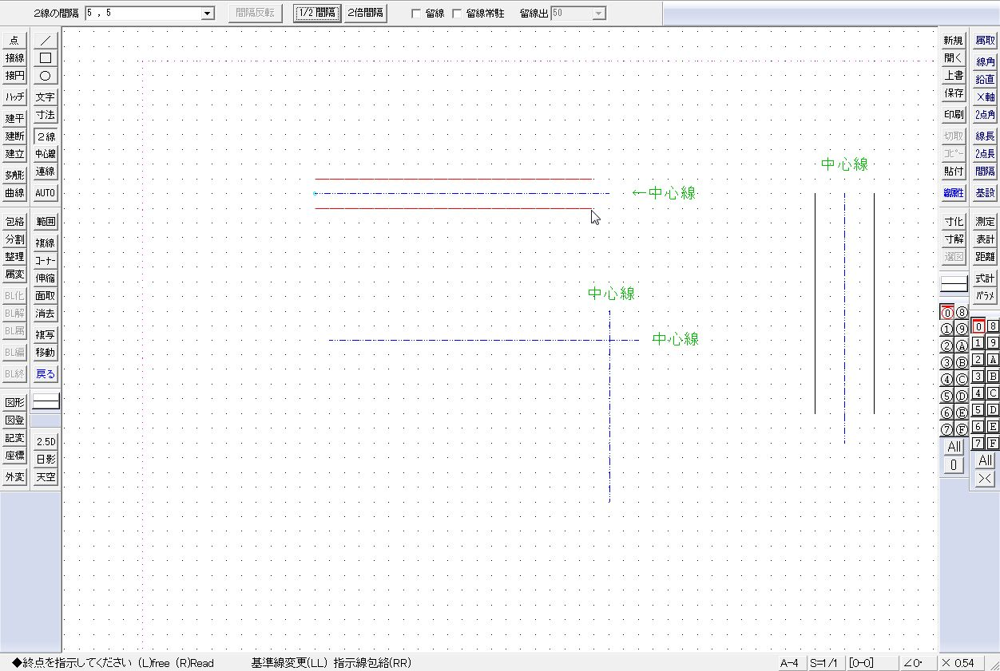 2線の間隔 5 , 5 間隔反転 1/2 間隔 2倍間隔 留線 留線常駐 留線出 50
点 ／
接線 □
接円 ○
ハッチ 文字
建平 寸法
建断 2線
建立 中心線
多角形 連線
曲線 AUTO
包絡 範囲
分割 複線
整理 コーナー
属変 伸縮
BL化 面取
BL解 消去
BL属 複写
BL編 移動
BL終 戻る
図形
図登
記変 2.5D
座標 日影
外変 天空
←中心線
中心線
中心線
中心線
新規 属取
開く 線角
上書 鉛直
保存 X軸
印刷 2点角
切取 線長
コピー 2点長
貼付 間隔
線属性 基設
寸化 測定
寸解 表計
選図 距離
式計
パラメ
0 8
1 9
2 A
3 B
4 C
5 D
6 E
7 F
All
0
0 8
1 9
2 A
3 B
4 C
5 D
6 E
7 F
All
><
◆終点を指示してください (L)free (R)Read 基準線変更(LL) 指示線包絡(RR) A-4 S=1/1 [0-0] ∠0° × 0.54